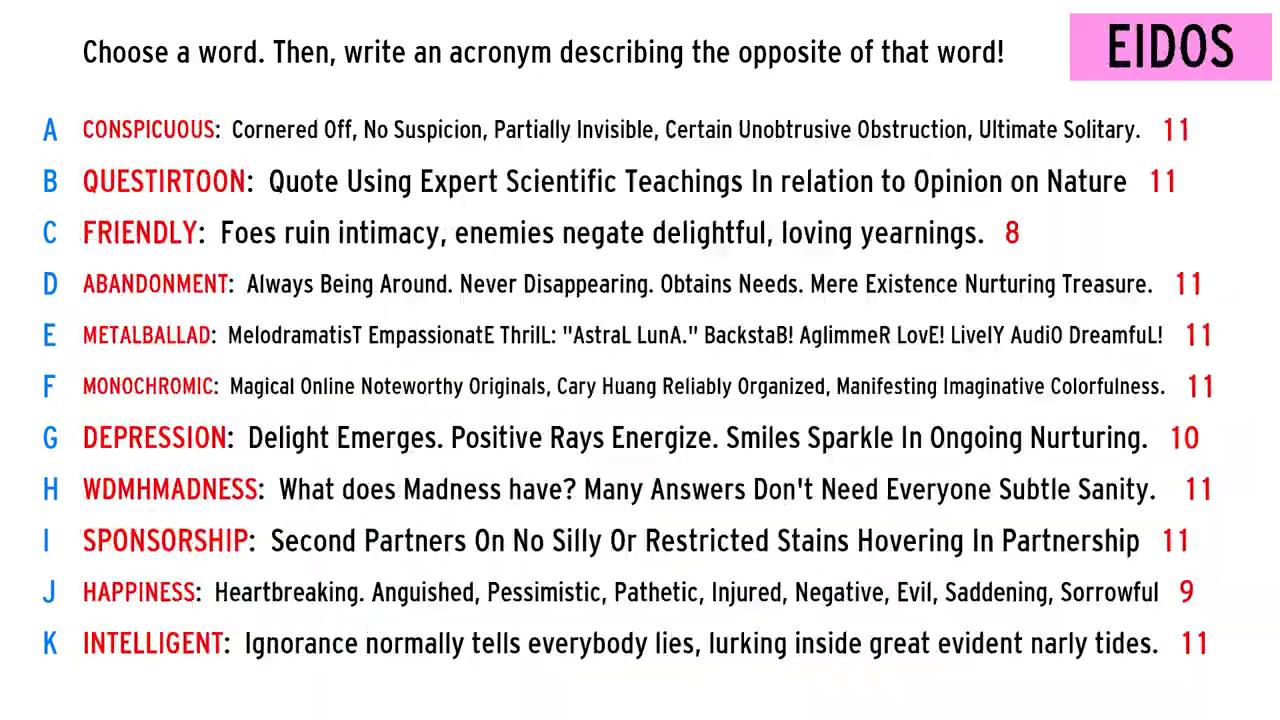 Choose a word. Then, write an acronym describing the opposite of that word!
EIDOS
A CONSPICUOUS: Cornered Off, No Suspicion, Partially Invisible, Certain Unobtrusive Obstruction, Ultimate Solitary. 11
B QUESTIRTOON: Quote Using Expert Scientific Teachings In relation to Opinion on Nature 11
C FRIENDLY: Foes ruin intimacy, enemies negate delightful, loving yearnings. 8
D ABANDONMENT: Always Being Around. Never Disappearing. Obtains Needs. Mere Existence Nurturing Treasure. 11
E METALBALLAD: MelodramatisT EmpassionatE ThrilL: "AstraL LunA." BackstaB! AglimmeR LovE! LivelY AudiO DreamfuL! 11
F MONOCHROMIC: Magical Online Noteworthy Originals, Cary Huang Reliably Organized, Manifesting Imaginative Colorfulness. 11
G DEPRESSION: Delight Emerges. Positive Rays Energize. Smiles Sparkle In Ongoing Nurturing. 10
H WDMHMADNESS: What does Madness have? Many Answers Don't Need Everyone Subtle Sanity. 11
I SPONSORSHIP: Second Partners On No Silly Or Restricted Stains Hovering In Partnership 11
J HAPPINESS: Heartbreaking. Anguished, Pessimistic, Pathetic, Injured, Negative, Evil, Saddening, Sorrowful 9
K INTELLIGENT: Ignorance normally tells everybody lies, lurking inside great evident narly tides. 11